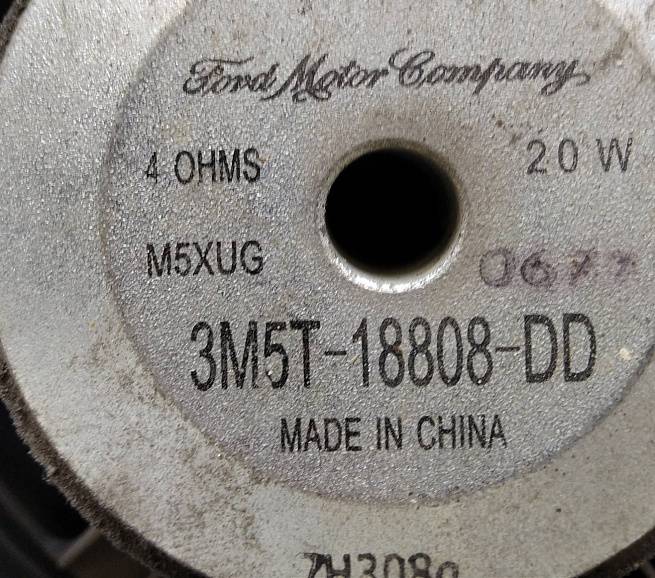 Ford Motor Company
4 OHMS 20 W
M5XUG
3M5T-18808-DD
MADE IN CHINA